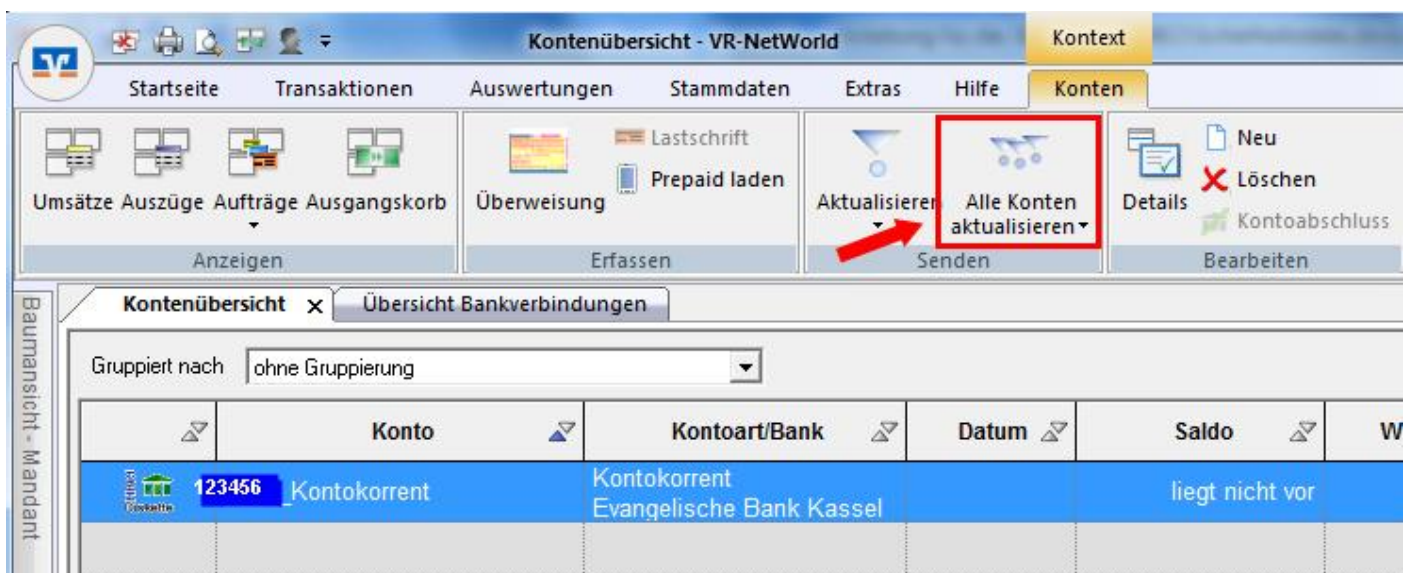 Kontenübersicht - VR-NetWorld
Kontext
Startseite Transaktionen Auswertungen Stammdaten Extras Hilfe Konten
Umsätze Auszüge Aufträge Ausgangskorb
Anzeigen
Überweisung
Lastschrift
Prepaid laden
Erfassen
Aktualisieren
Alle Konten
aktualisieren
Senden
Details
Neu
Löschen
Kontoabschluss
Bearbeiten
Baumansicht - Mandant
Kontenübersicht x Übersicht Bankverbindungen
Gruppiert nach ohne Gruppierung
Konto Kontoart/Bank Datum Saldo W
123456 _Kontokorrent
Kontokorrent
Evangelische Bank Kassel
liegt nicht vor